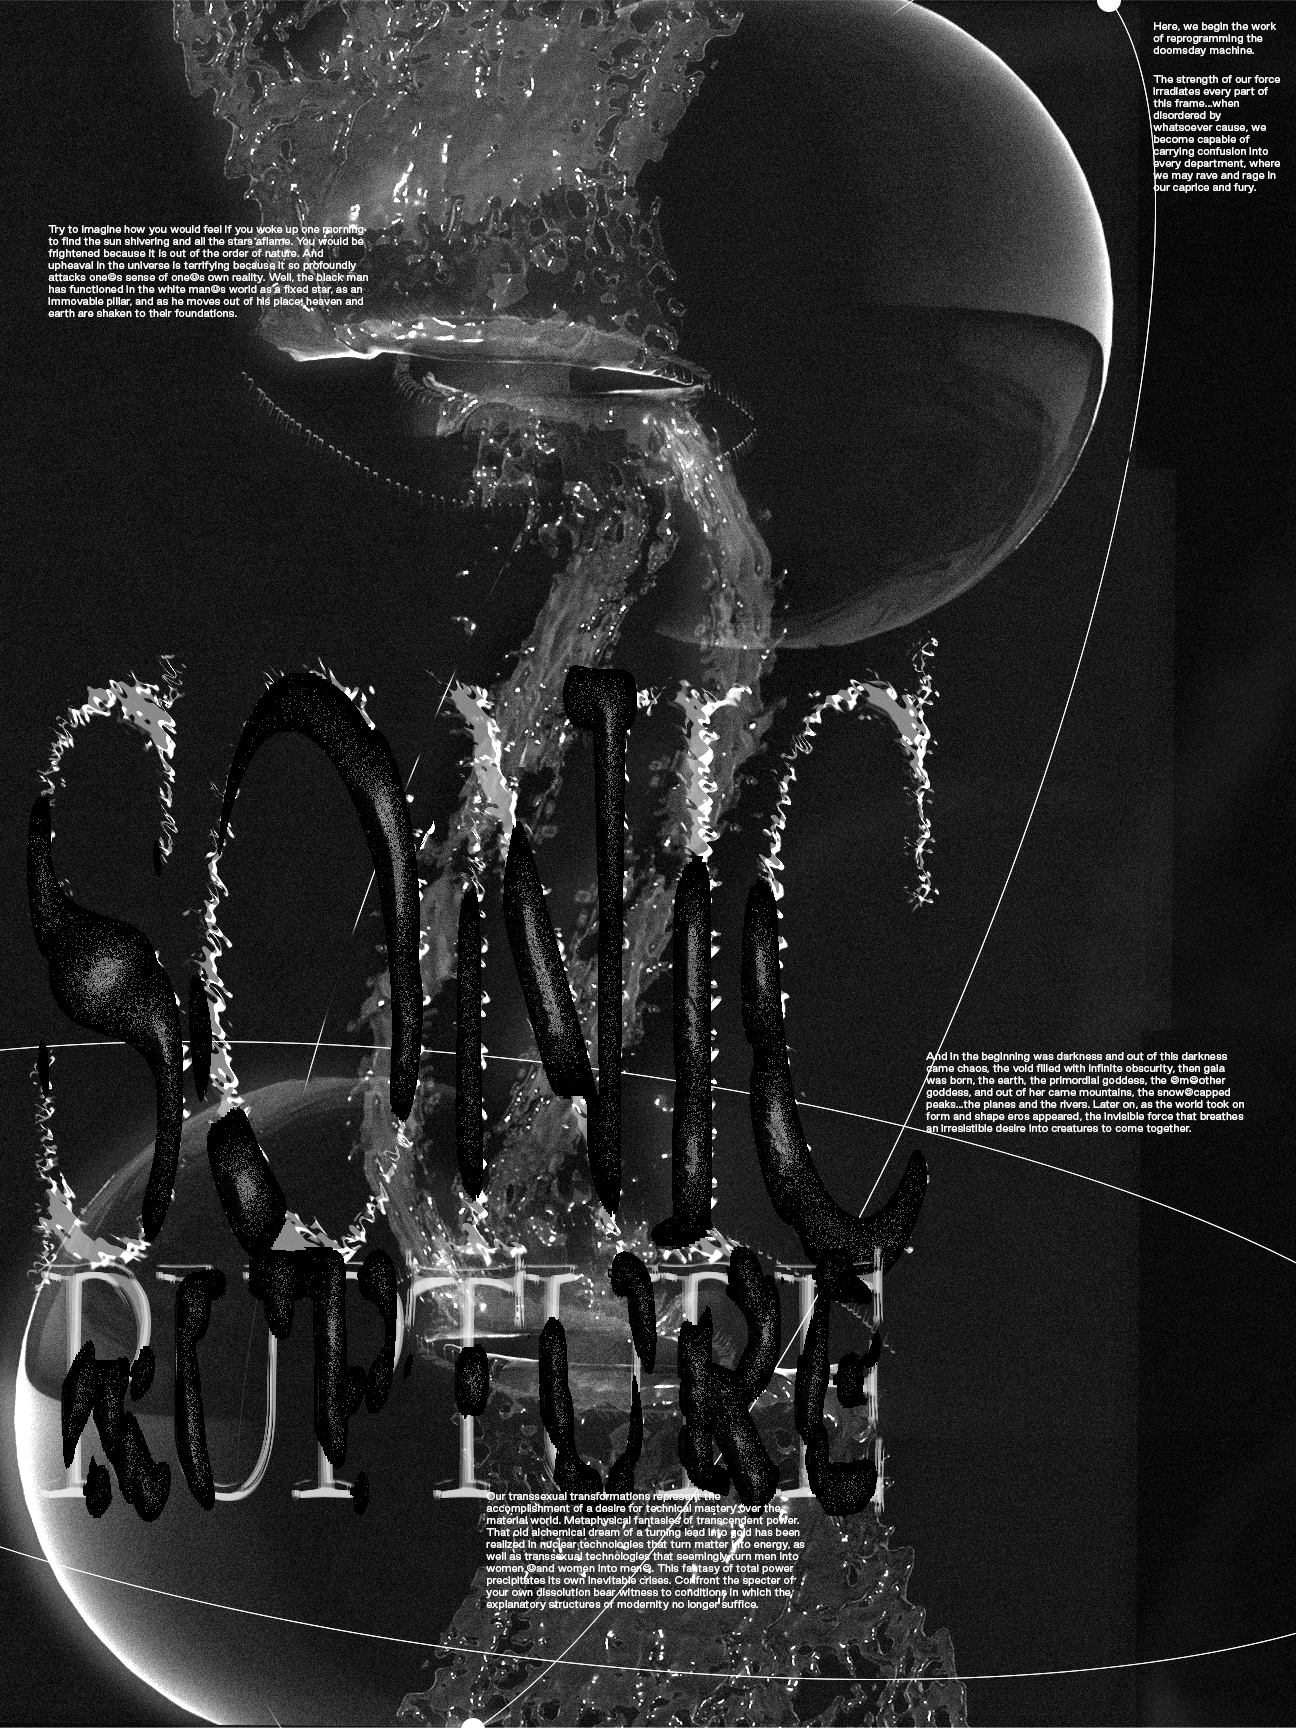 Here, we begin the work
of reprogramming the
doomsday machine.
The strength of our force
irradiates every part of
this frame...when
disordered by
whatsoever cause, we
become capable of
carrying confusion into
every department, where
we may rave and rage in
our caprice and fury.
Try to imagine how you would feel if you woke up one morning
to find the sun shivering and all the stars aflame. You would be
frightened because it is out of the order of nature. And
upheaval in the universe is terrifying because it so profoundly
attacks one©s sense of one©s own reality. Well, the black man
has functioned in the white man©s world as a fixed star, as an
immovable pillar, and as he moves out of his place, heaven and
earth are shaken to their foundations.
SONIC
RUPTURE
And in the beginning was darkness and out of this darkness
came chaos, the void filled with infinite obscurity, then gaia
was born, the earth, the primordial goddess, the ©m©other
goddess, and out of her came mountains, the snow©capped
peaks...the planes and the rivers. Later on, as the world took on
form and shape eros appeared, the invisible force that breathes
an irresistible desire into creatures to come together.
Our transsexual transformations represent the
accomplishment of a desire for technical mastery over the
material world. Metaphysical fantasies of transcendent power.
That old alchemical dream of a turning lead into gold has been
realized in nuclear technologies that turn matter into energy, as
well as transsexual technologies that seemingly turn men into
women ©and women into men©. This fantasy of total power
precipitates its own inevitable crises. Confront the specter of
your own dissolution bear witness to conditions in which the
explanatory structures of modernity no longer suffice.